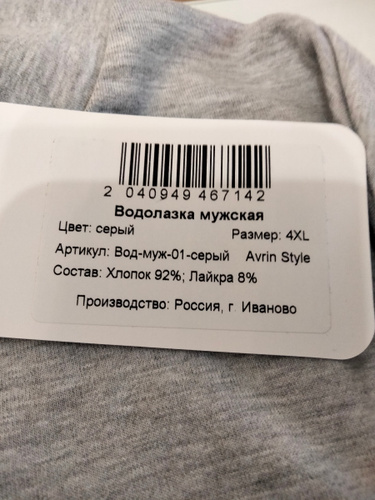 2 040949 467142
Водолазка мужская
Цвет: серый Размер: 4XL
Артикул: Вод-муж-01-серый Avrin Style
Состав: Хлопок 92%; Лайкра 8%
Производство: Россия, г. Иваново